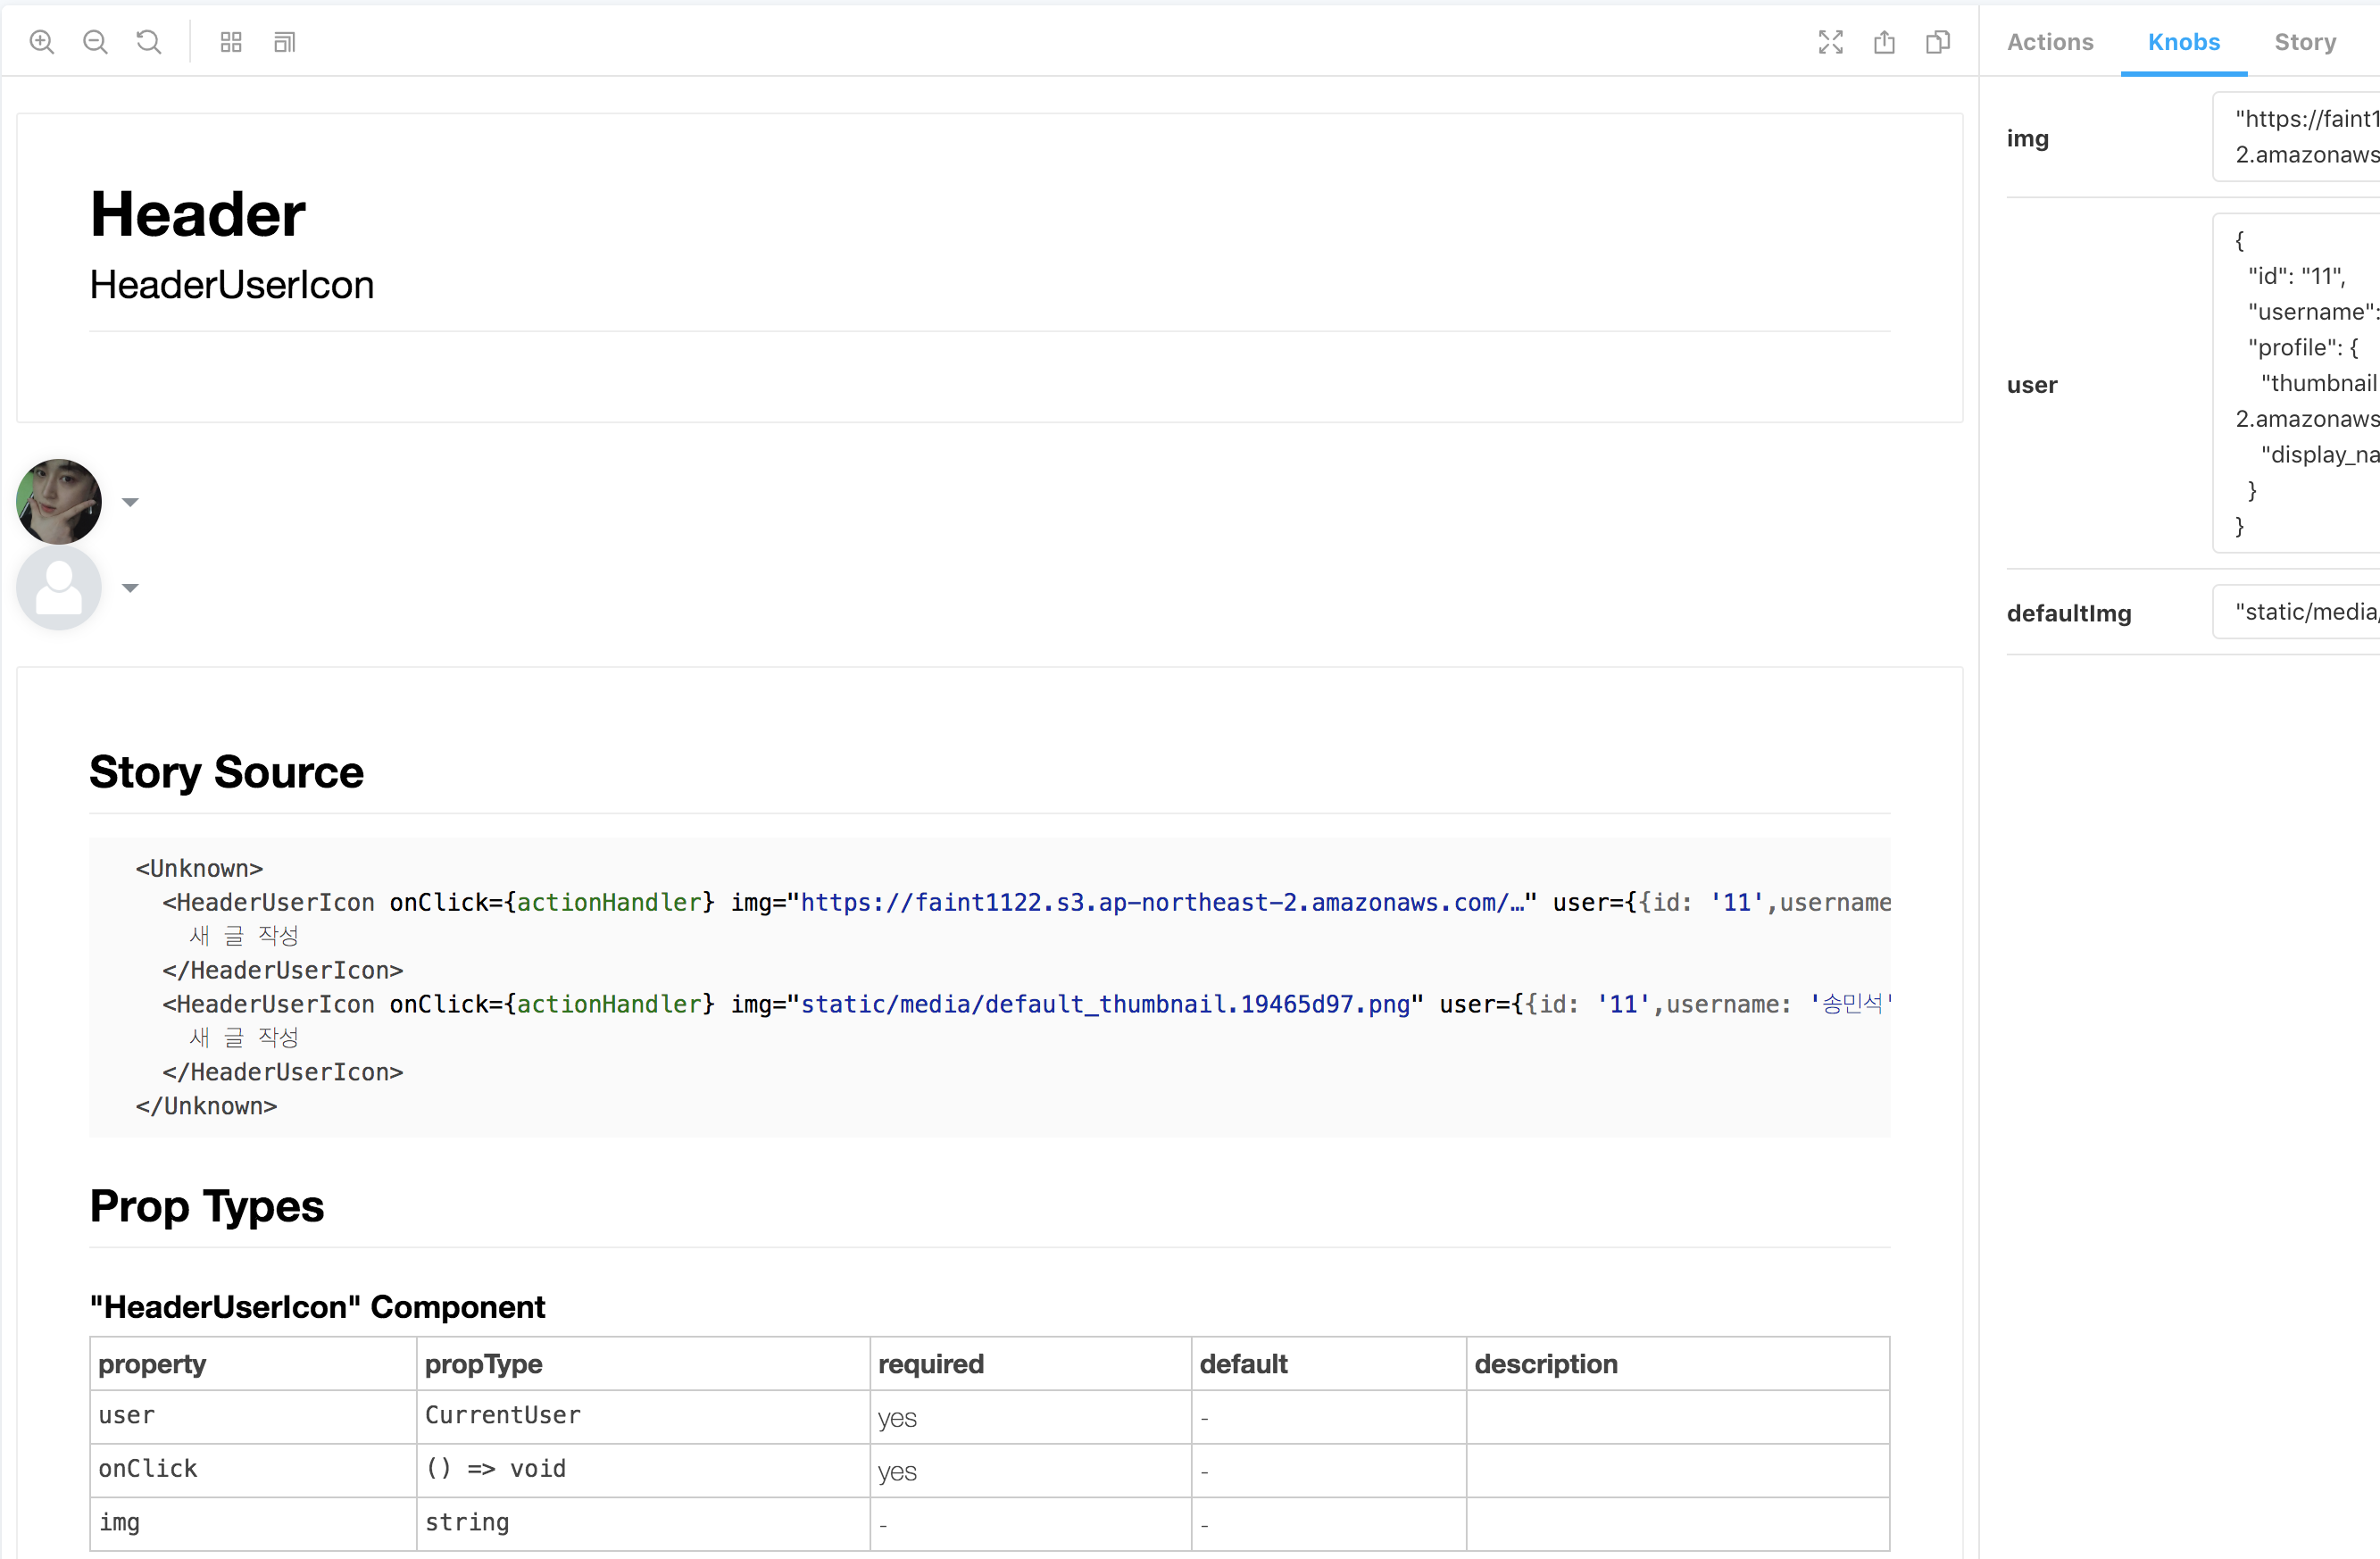 Actions Knobs Story
Header
HeaderUserIcon
Story Source
<Unknown>
<HeaderUserIcon onClick={actionHandler} img="https://faint1122.s3.ap-northeast-2.amazonaws.com/…" user={{id: '11',username
새 글 작성
</HeaderUserIcon>
<HeaderUserIcon onClick={actionHandler} img="static/media/default_thumbnail.19465d97.png" user={{id: '11',username: '송민석'
새 글 작성
</HeaderUserIcon>
</Unknown>
Prop Types
"HeaderUserIcon" Component
property propType required default description
user CurrentUser yes -
onClick () => void yes -
img string - -
img
"https://faint1
2.amazonaws
user
{
"id": "11",
"username":
"profile": {
"thumbnail
2.amazonaws
"display_na
}
}
defaultImg
"static/media/